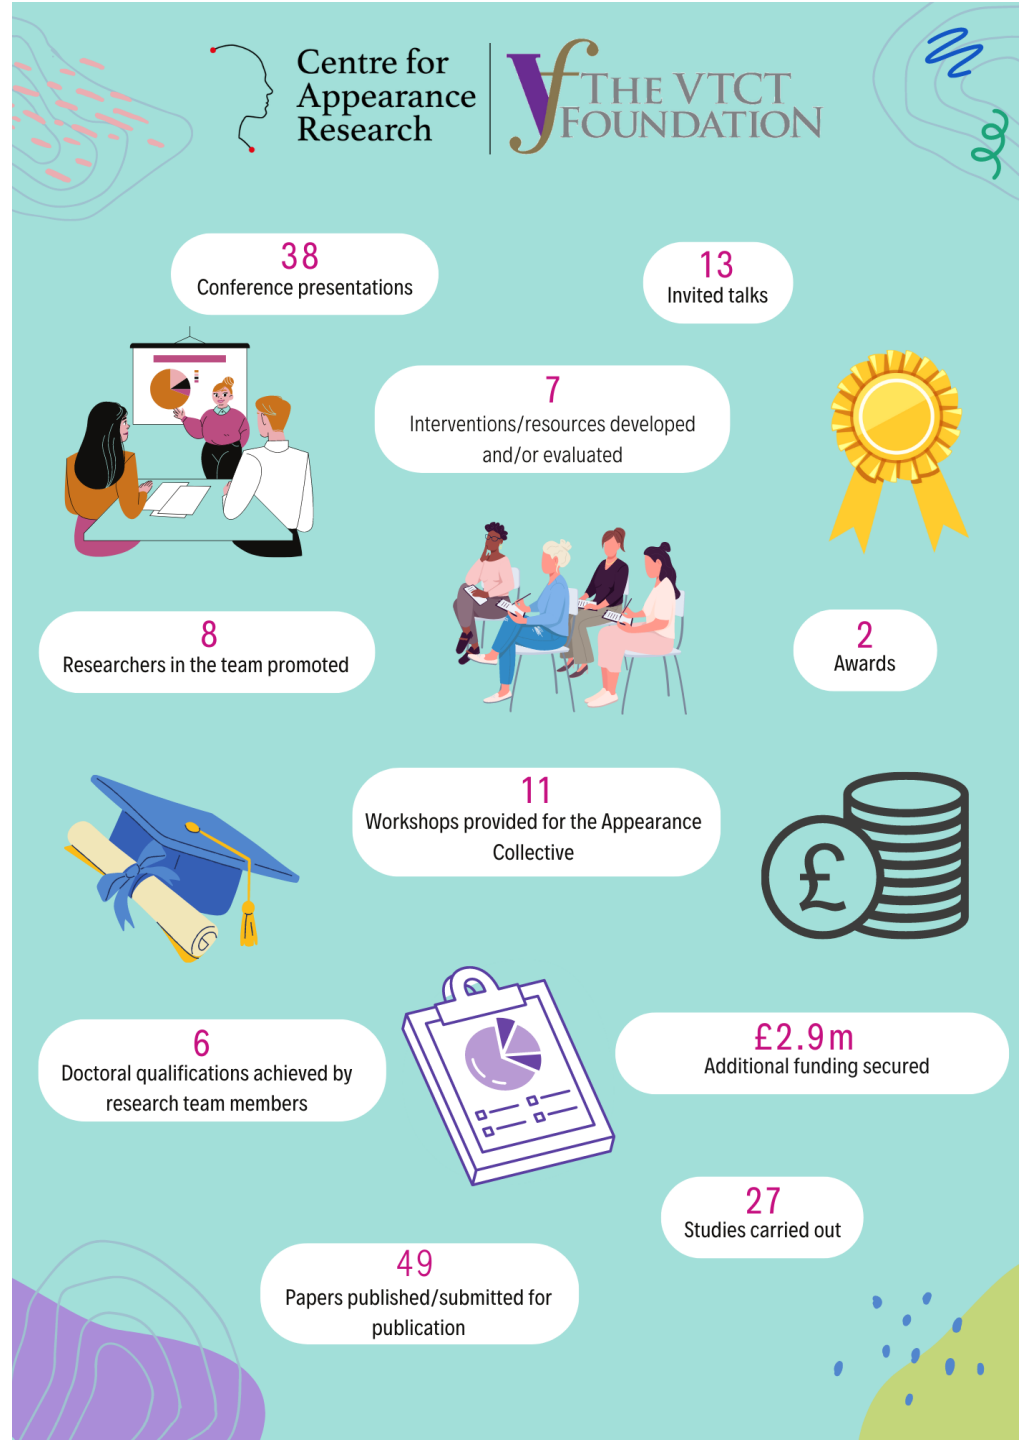 Centre for
Appearance
Research
THE VTCT
FOUNDATION
38
Conference presentations
13
Invited talks
7
Interventions/resources developed
and/or evaluated
8
Researchers in the team promoted
2
Awards
11
Workshops provided for the Appearance
Collective
£
6
Doctoral qualifications achieved by
research team members
£2.9m
Additional funding secured
27
Studies carried out
49
Papers published/submitted for
publication